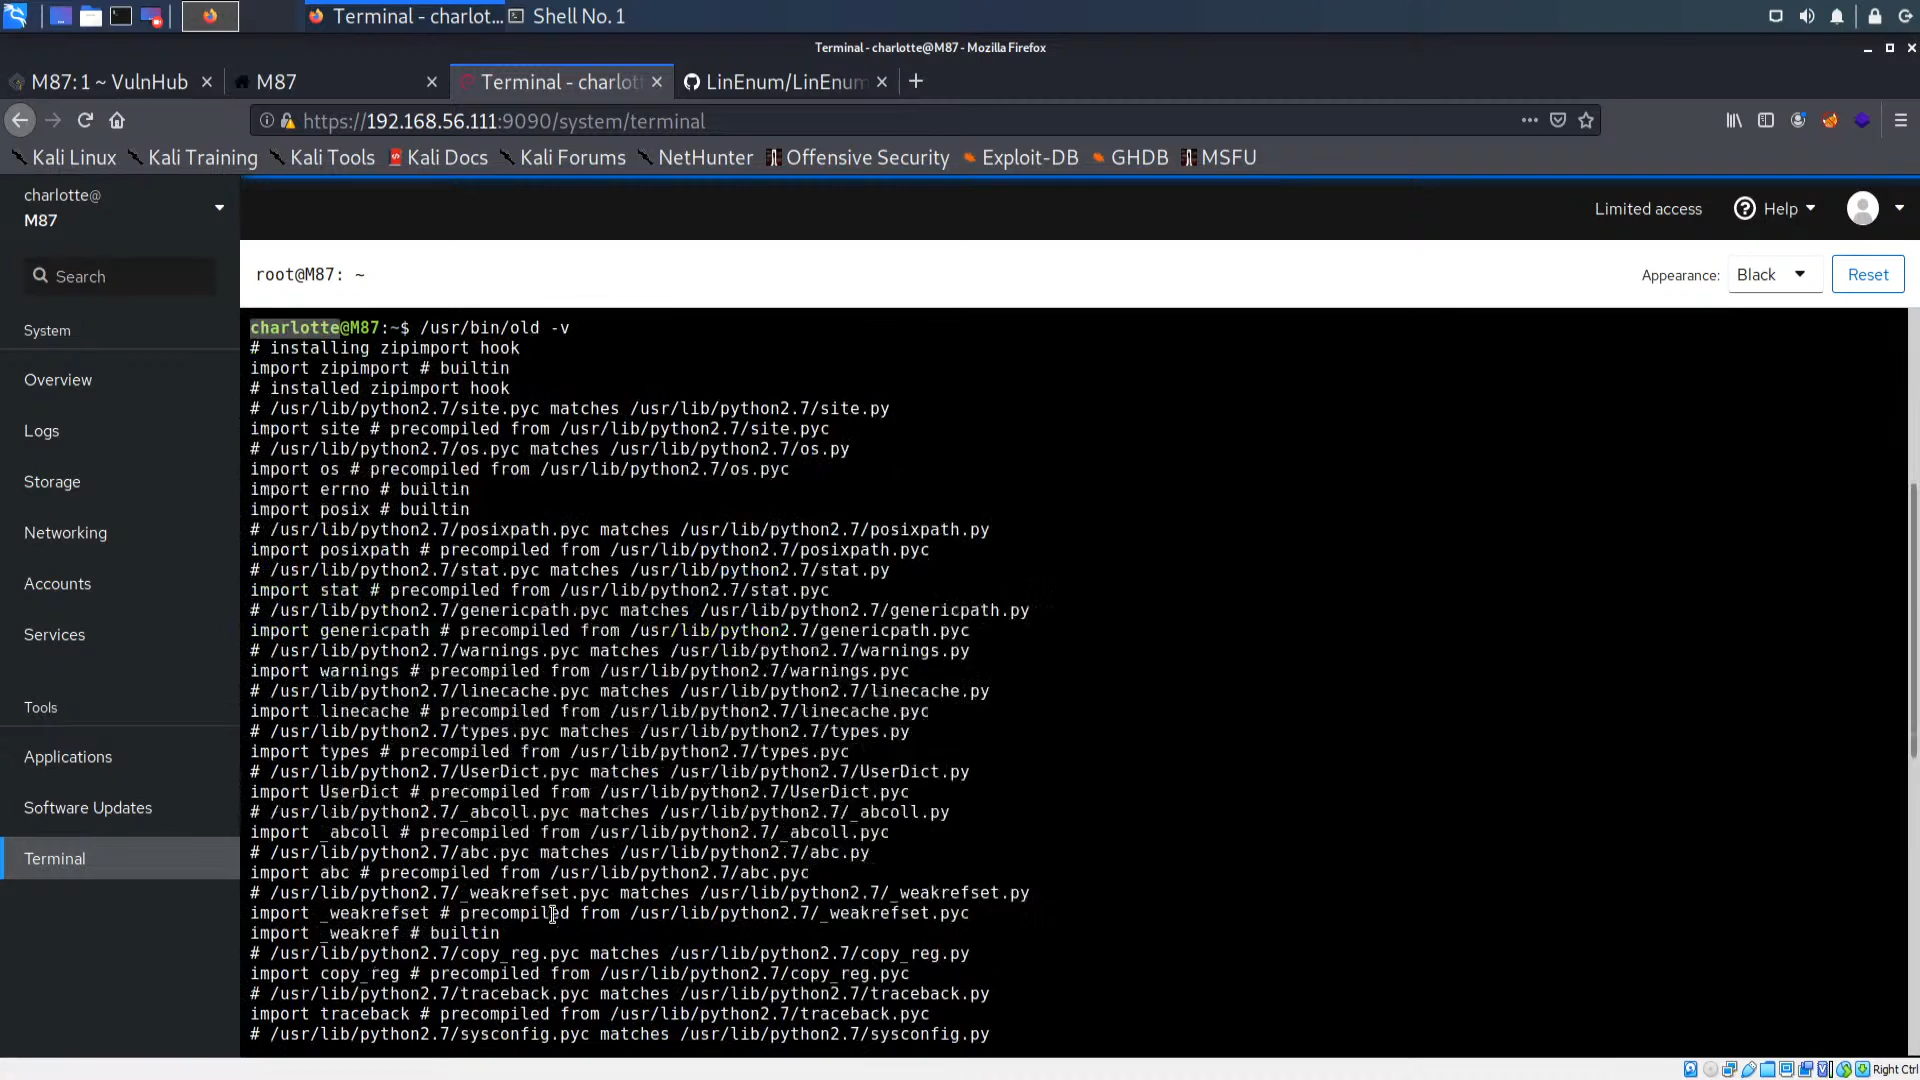 Terminal - charlot... Shell No. 1
Terminal - charlotte@M87 - Mozilla Firefox
M87: 1 ~ VulnHub
M87
Terminal - charlot
LinEnum/LinEnum
https://192.168.56.111:9090/system/terminal
Kali Linux Kali Training Kali Tools Kali Docs Kali Forums NetHunter Offensive Security Exploit-DB GHDB MSFU
charlotte@
M87
Limited access
Help
Search
System
Overview
Logs
Storage
Networking
Accounts
Services
Tools
Applications
Software Updates
Terminal
root@M87: ~
Appearance: Black
Reset
charlotte@M87:~$ /usr/bin/old -v
# installing zipimport hook
import zipimport # builtin
# installed zipimport hook
# /usr/lib/python2.7/site.pyc matches /usr/lib/python2.7/site.py
import site # precompiled from /usr/lib/python2.7/site.pyc
# /usr/lib/python2.7/os.pyc matches /usr/lib/python2.7/os.py
import os # precompiled from /usr/lib/python2.7/os.pyc
import errno # builtin
import posix # builtin
# /usr/lib/python2.7/posixpath.pyc matches /usr/lib/python2.7/posixpath.py
import posixpath # precompiled from /usr/lib/python2.7/posixpath.pyc
# /usr/lib/python2.7/stat.pyc matches /usr/lib/python2.7/stat.py
import stat # precompiled from /usr/lib/python2.7/stat.pyc
# /usr/lib/python2.7/genericpath.pyc matches /usr/lib/python2.7/genericpath.py
import genericpath # precompiled from /usr/lib/python2.7/genericpath.pyc
# /usr/lib/python2.7/warnings.pyc matches /usr/lib/python2.7/warnings.py
import warnings # precompiled from /usr/lib/python2.7/warnings.pyc
# /usr/lib/python2.7/linecache.pyc matches /usr/lib/python2.7/linecache.py
import linecache # precompiled from /usr/lib/python2.7/linecache.pyc
# /usr/lib/python2.7/types.pyc matches /usr/lib/python2.7/types.py
import types # precompiled from /usr/lib/python2.7/types.pyc
# /usr/lib/python2.7/UserDict.pyc matches /usr/lib/python2.7/UserDict.py
import UserDict # precompiled from /usr/lib/python2.7/UserDict.pyc
# /usr/lib/python2.7/_abcoll.pyc matches /usr/lib/python2.7/_abcoll.py
import _abcoll # precompiled from /usr/lib/python2.7/_abcoll.pyc
# /usr/lib/python2.7/abc.pyc matches /usr/lib/python2.7/abc.py
import abc # precompiled from /usr/lib/python2.7/abc.pyc
# /usr/lib/python2.7/_weakrefset.pyc matches /usr/lib/python2.7/_weakrefset.py
import _weakrefset # precompiled from /usr/lib/python2.7/_weakrefset.pyc
import _weakref # builtin
# /usr/lib/python2.7/copy_reg.pyc matches /usr/lib/python2.7/copy_reg.py
import copy_reg # precompiled from /usr/lib/python2.7/copy_reg.pyc
# /usr/lib/python2.7/traceback.pyc matches /usr/lib/python2.7/traceback.py
import traceback # precompiled from /usr/lib/python2.7/traceback.pyc
# /usr/lib/python2.7/sysconfig.pyc matches /usr/lib/python2.7/sysconfig.py
Right Ctrl